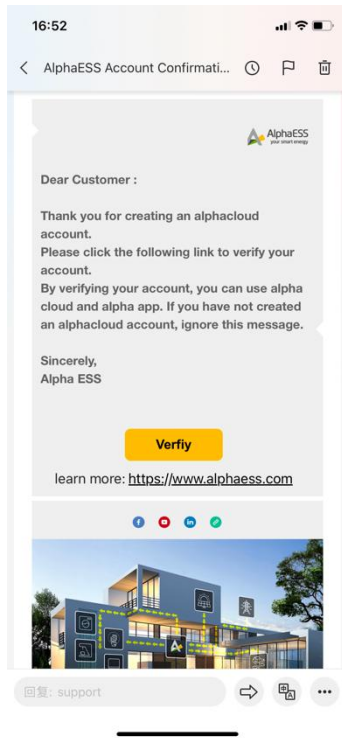 16:52
AlphaESS Account Confirmati...
AlphaESS
your smart energy
Dear Customer :
Thank you for creating an alphacloud
account.
Please click the following link to verify your
account.
By verifying your account, you can use alpha
cloud and alpha app. If you have not created
an alphacloud account, ignore this message.
Sincerely,
Alpha ESS
Verfiy
learn more: https://www.alphaess.com
回复: support